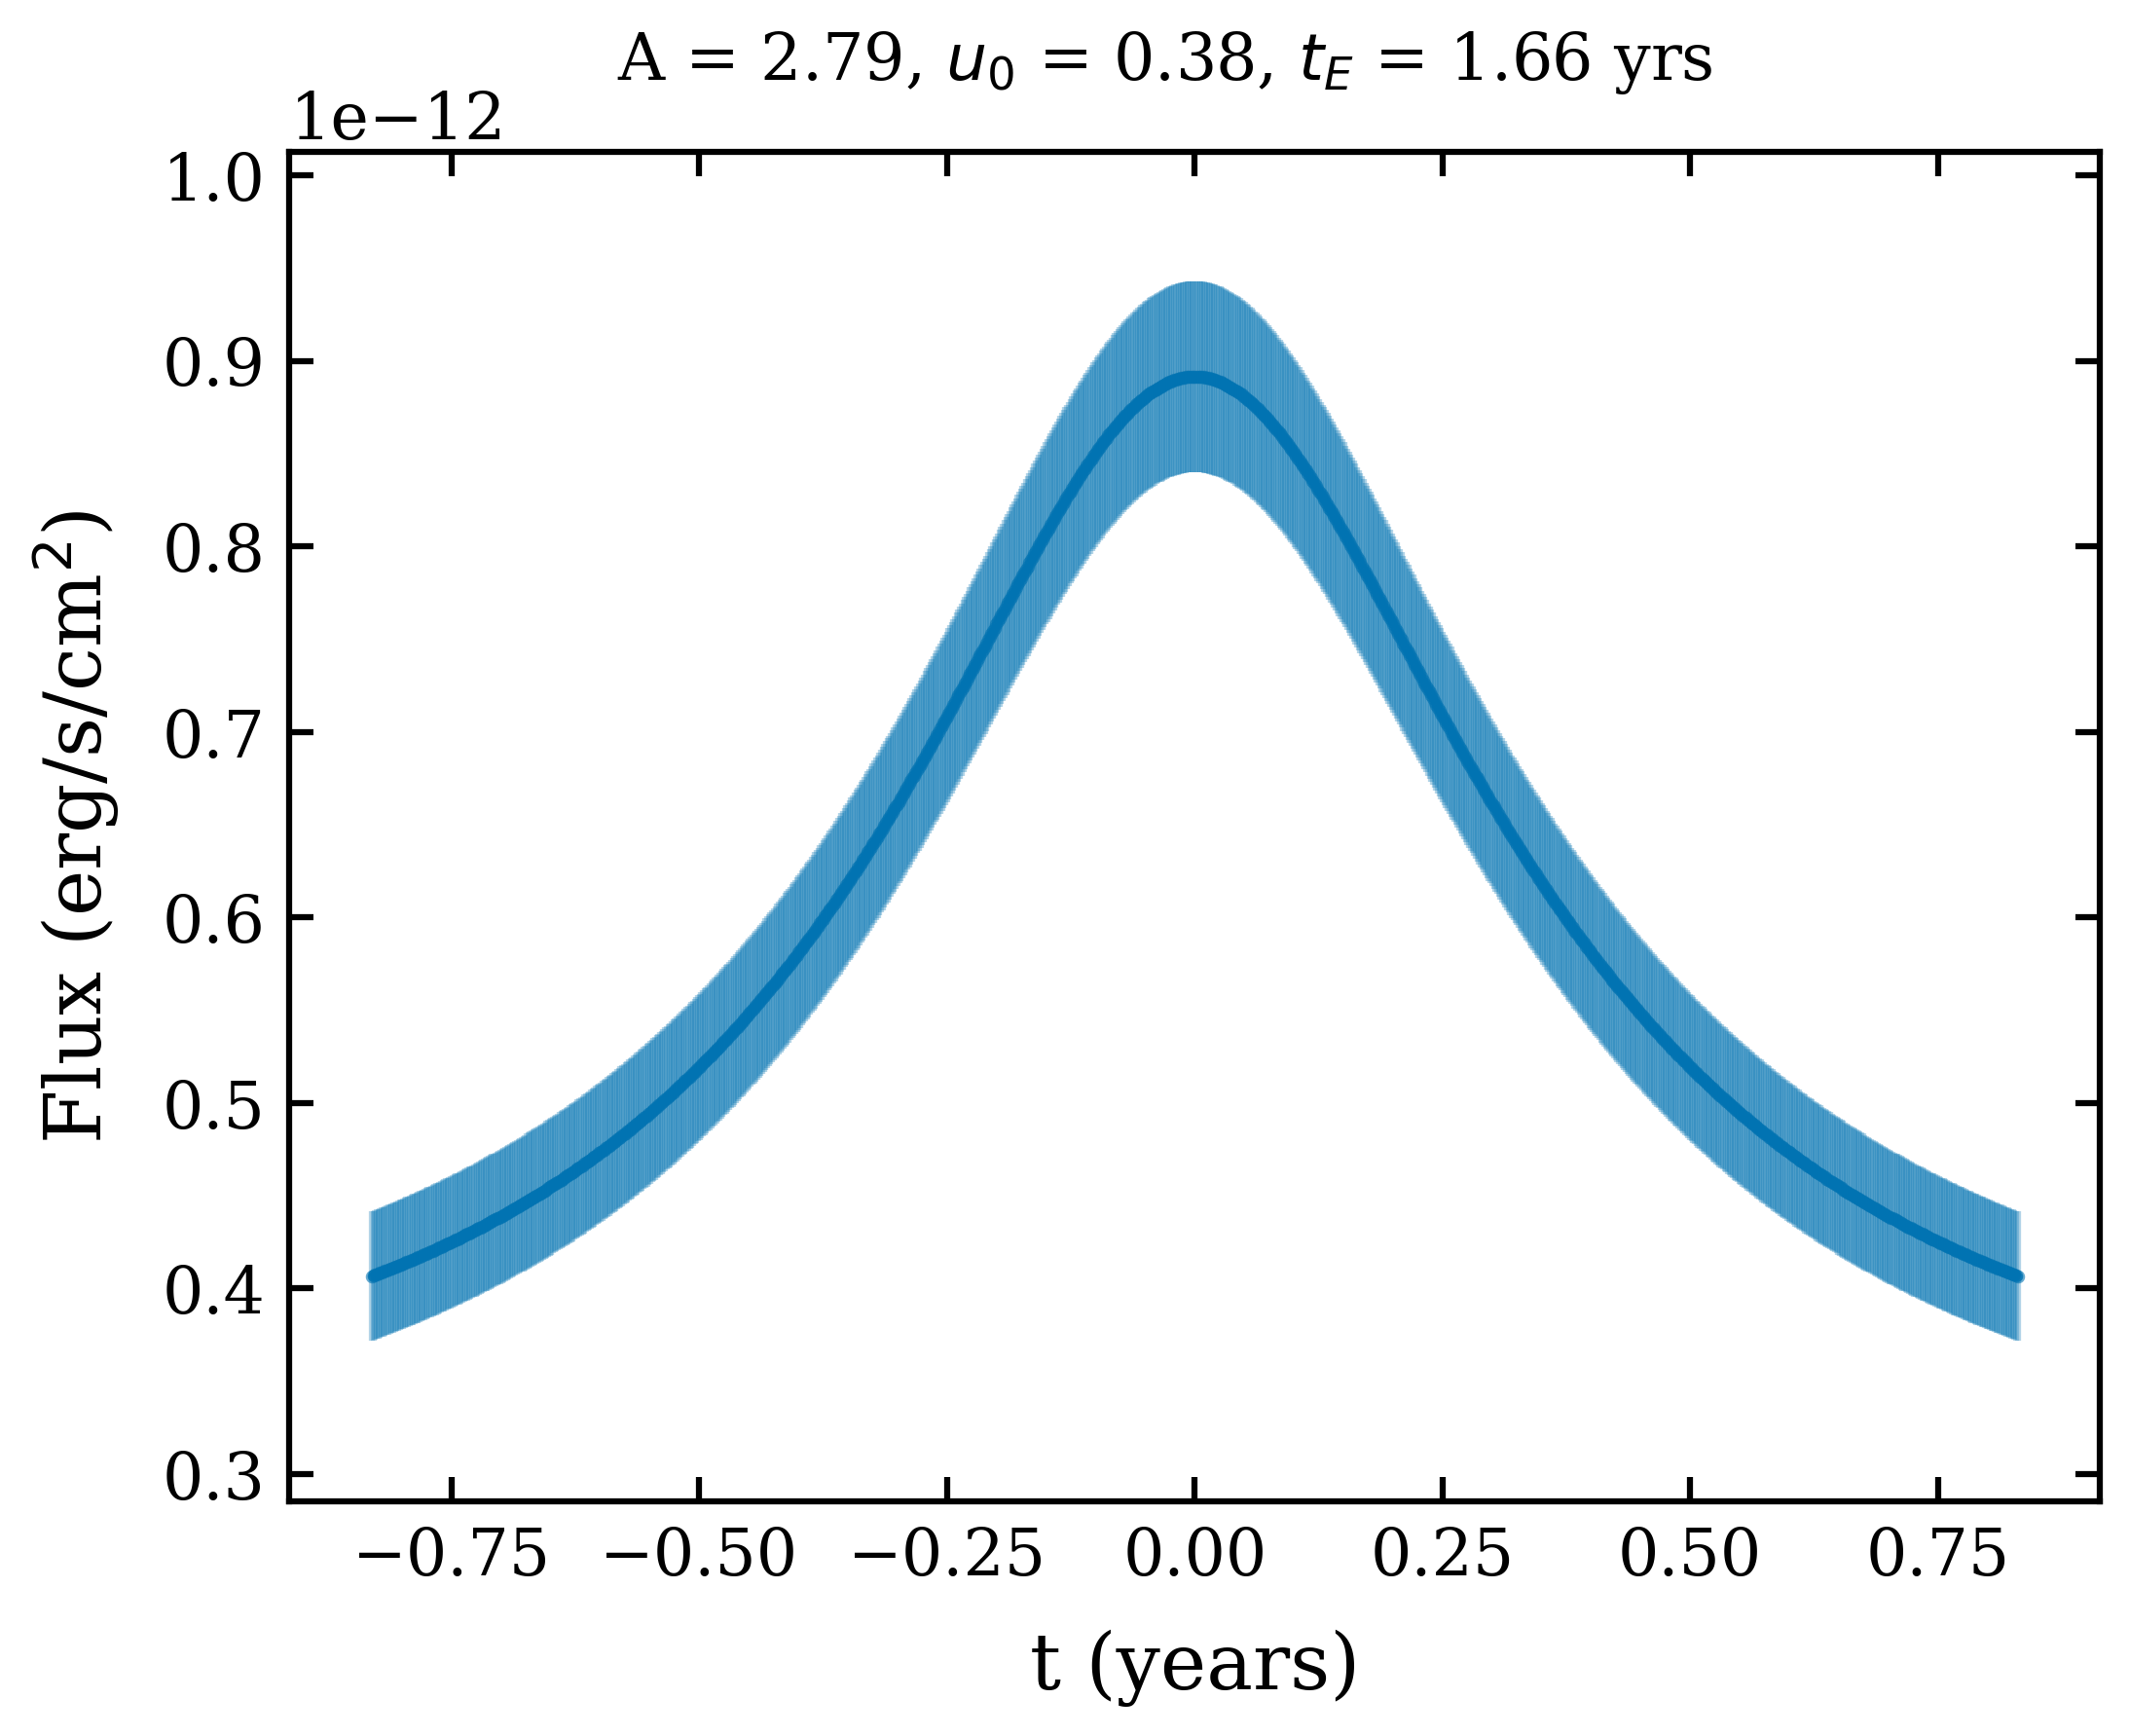 A = 2.79, u₀ = 0.38, t_E = 1.66 yrs
1e−12
1.0
0.9
0.8
0.7
0.6
0.5
0.4
0.3
Flux (erg/s/cm²)
−0.75 −0.50 −0.25 0.00 0.25 0.50 0.75
t (years)